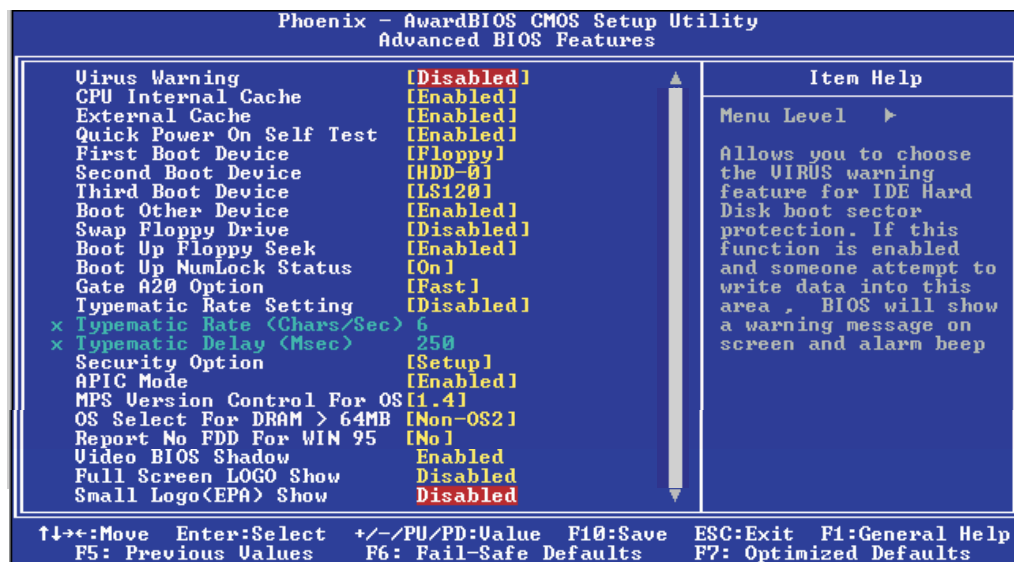 Phoenix - AwardBIOS CMOS Setup Utility
Advanced BIOS Features
Virus Warning [Disabled]
CPU Internal Cache [Enabled]
External Cache [Enabled]
Quick Power On Self Test [Enabled]
First Boot Device [Floppy]
Second Boot Device [HDD-0]
Third Boot Device [LS120]
Boot Other Device [Enabled]
Swap Floppy Drive [Disabled]
Boot Up Floppy Seek [Enabled]
Boot Up NumLock Status [On]
Gate A20 Option [Fast]
Typematic Rate Setting [Disabled]
x Typematic Rate (Chars/Sec) 6
x Typematic Delay (Msec) 250
Security Option [Setup]
APIC Mode [Enabled]
MPS Version Control For OS[1.4]
OS Select For DRAM > 64MB [Non-OS2]
Report No FDD For WIN 95 [No]
Video BIOS Shadow Enabled
Full Screen LOGO Show Disabled
Small Logo(EPA) Show Disabled
Item Help
Menu Level ▶
Allows you to choose
the VIRUS warning
feature for IDE Hard
Disk boot sector
protection. If this
function is enabled
and someone attempt to
write data into this
area , BIOS will show
a warning message on
screen and alarm beep
↑↓→←:Move Enter:Select +/-/PU/PD:Value F10:Save ESC:Exit F1:General Help
F5: Previous Values F6: Fail-Safe Defaults F7: Optimized Defaults